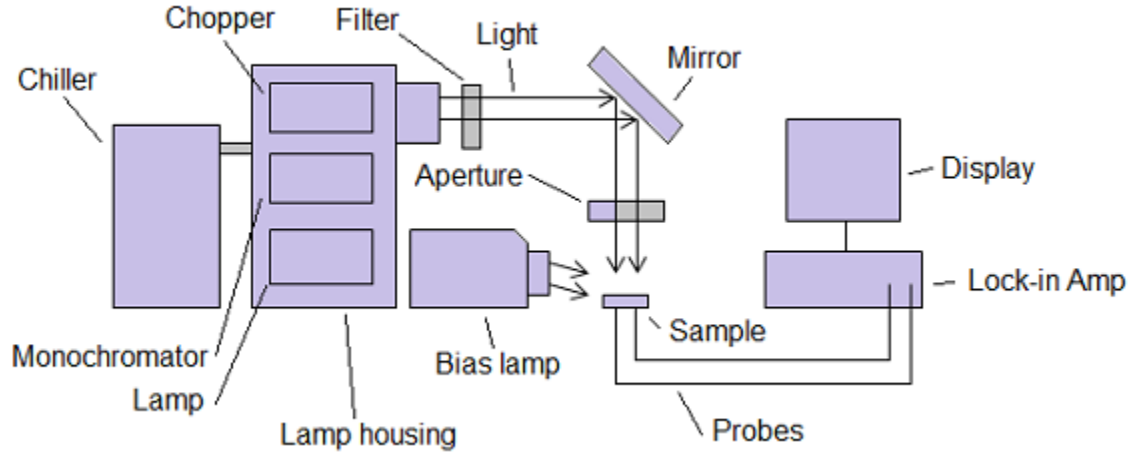 Chopper
Filter
Light
Mirror
Chiller
Aperture
Display
Lock-in Amp
Sample
Monochromator
Bias lamp
Lamp
Lamp housing
Probes